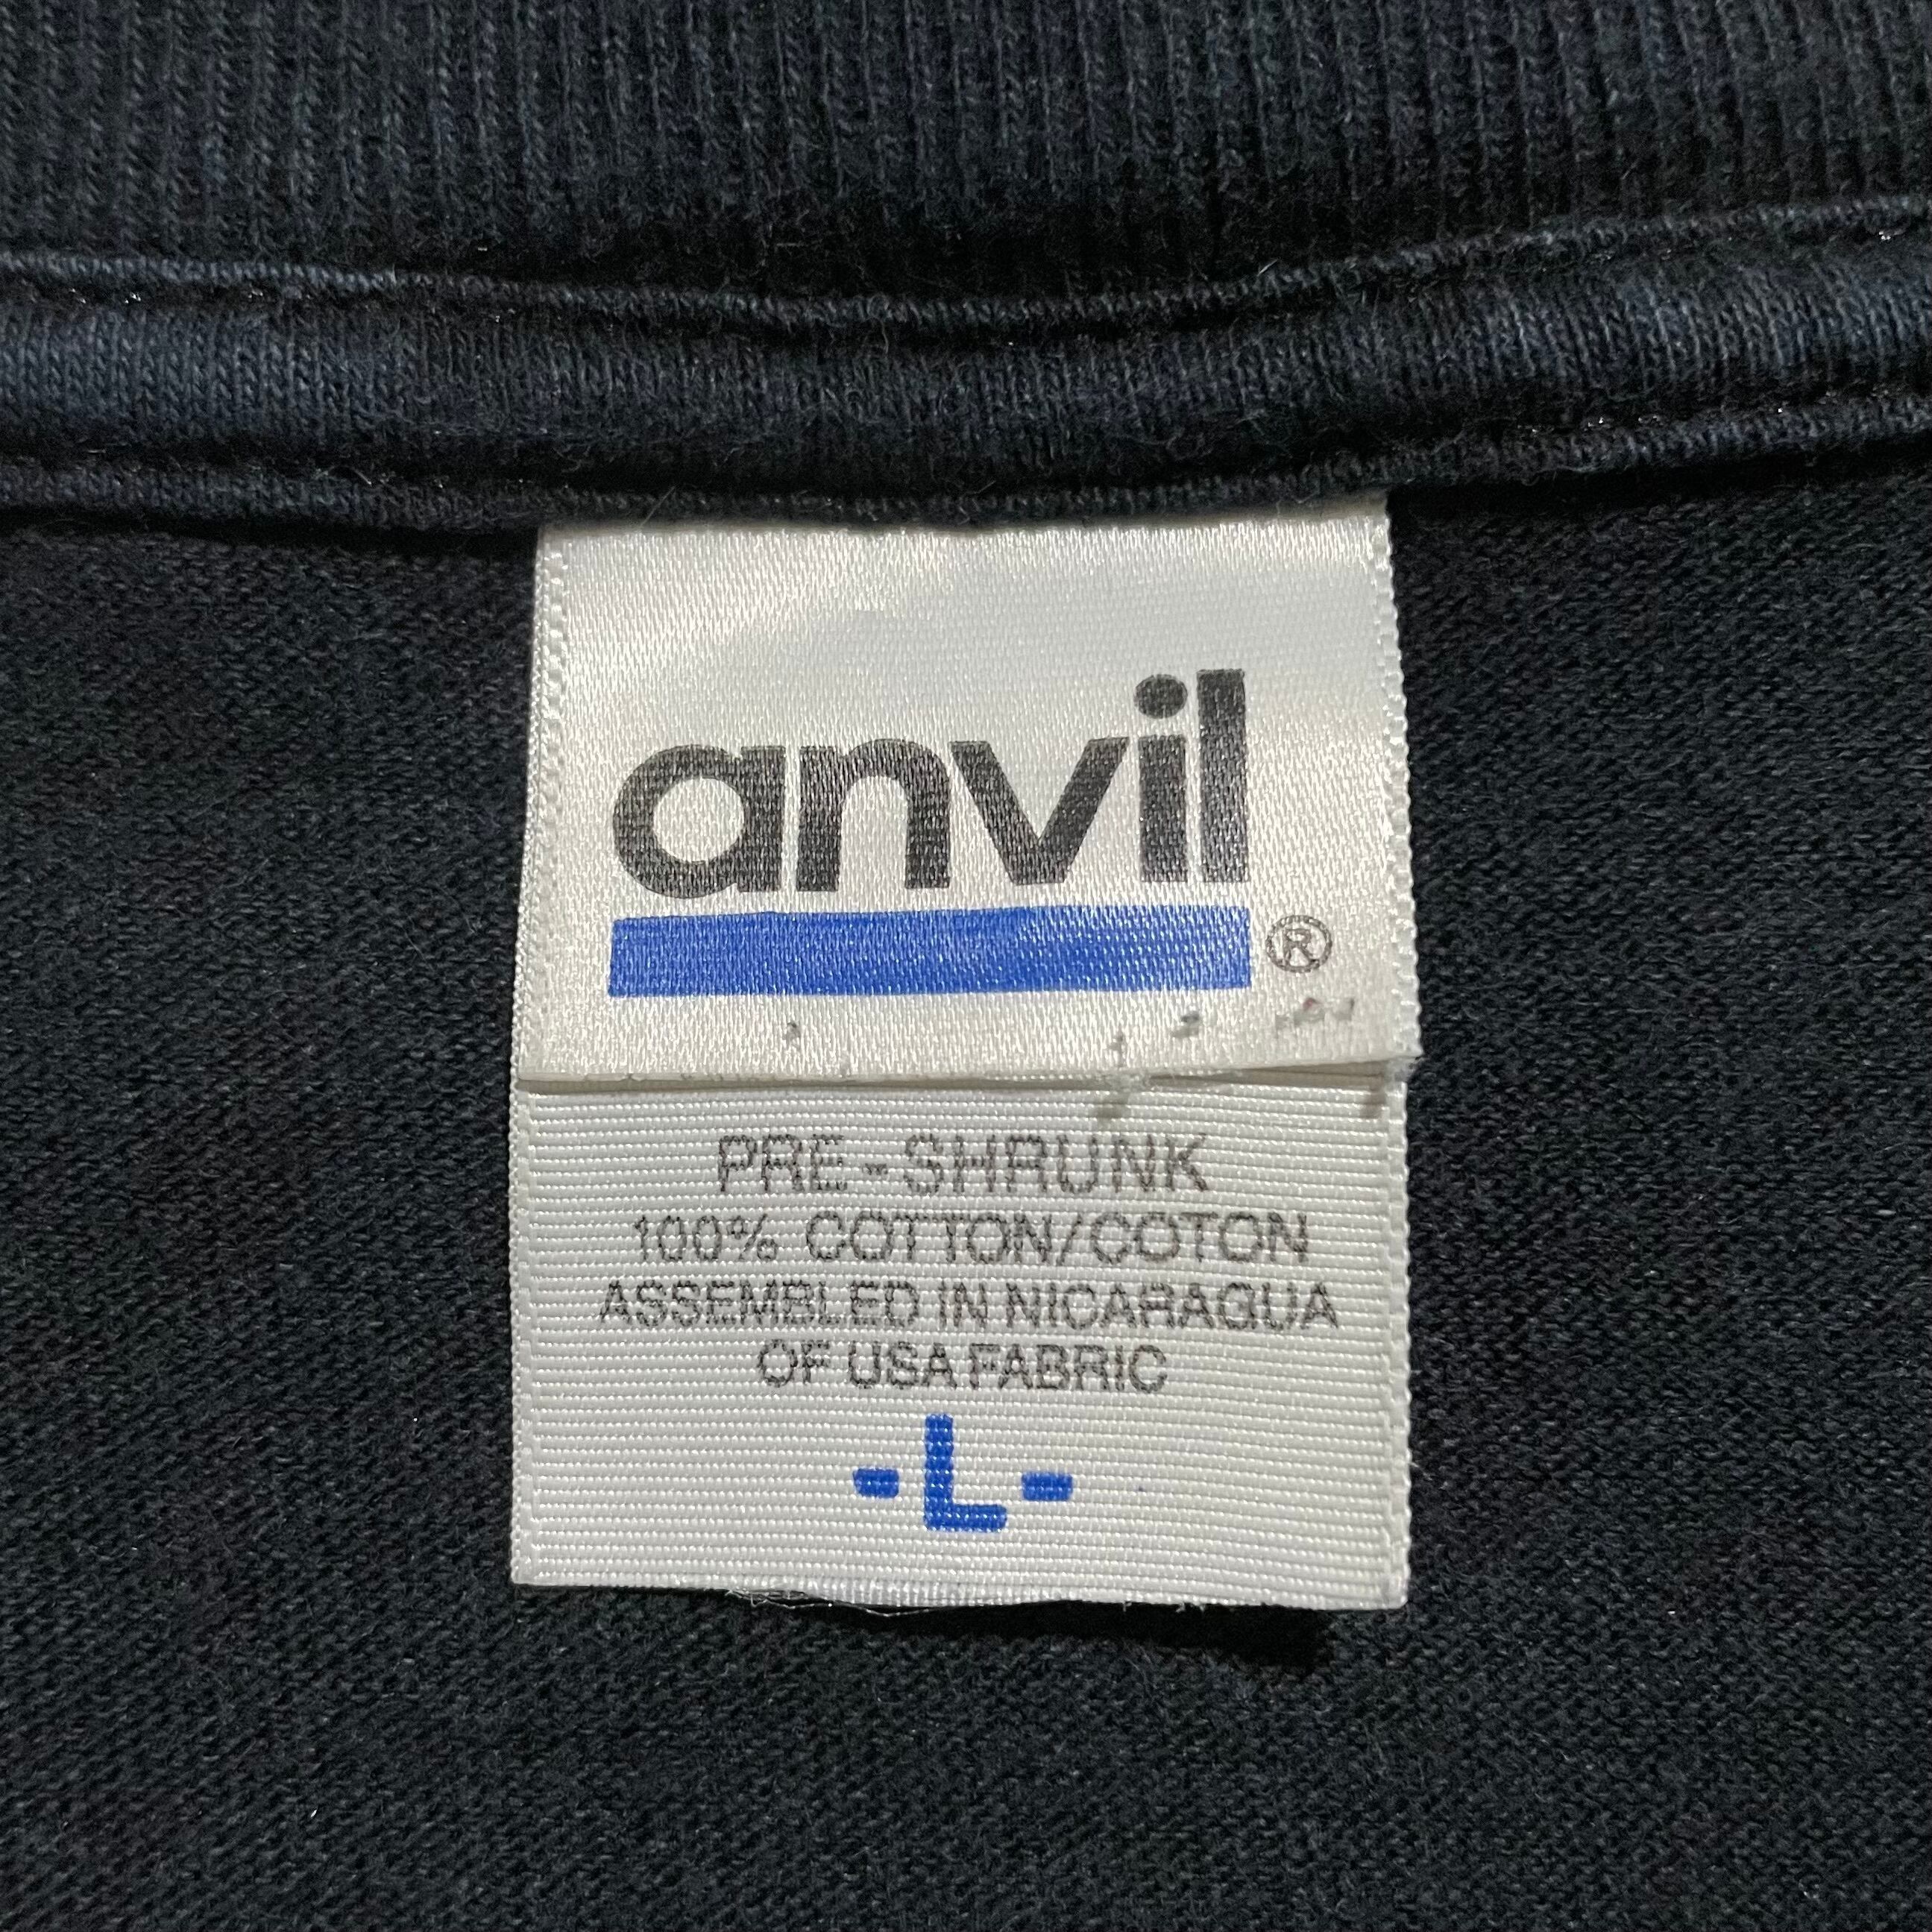 anvil
®
PRE-SHRUNK
100% COTTON/COTON
ASSEMBLED IN NICARAGUA
OF USA FABRIC
-L-